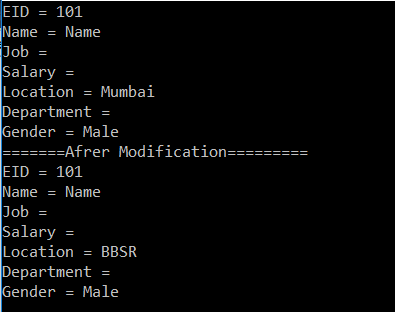 EID = 101
Name = Name
Job =
Salary =
Location = Mumbai
Department =
Gender = Male
=======Afrer Modification=========
EID = 101
Name = Name
Job =
Salary =
Location = BBSR
Department =
Gender = Male